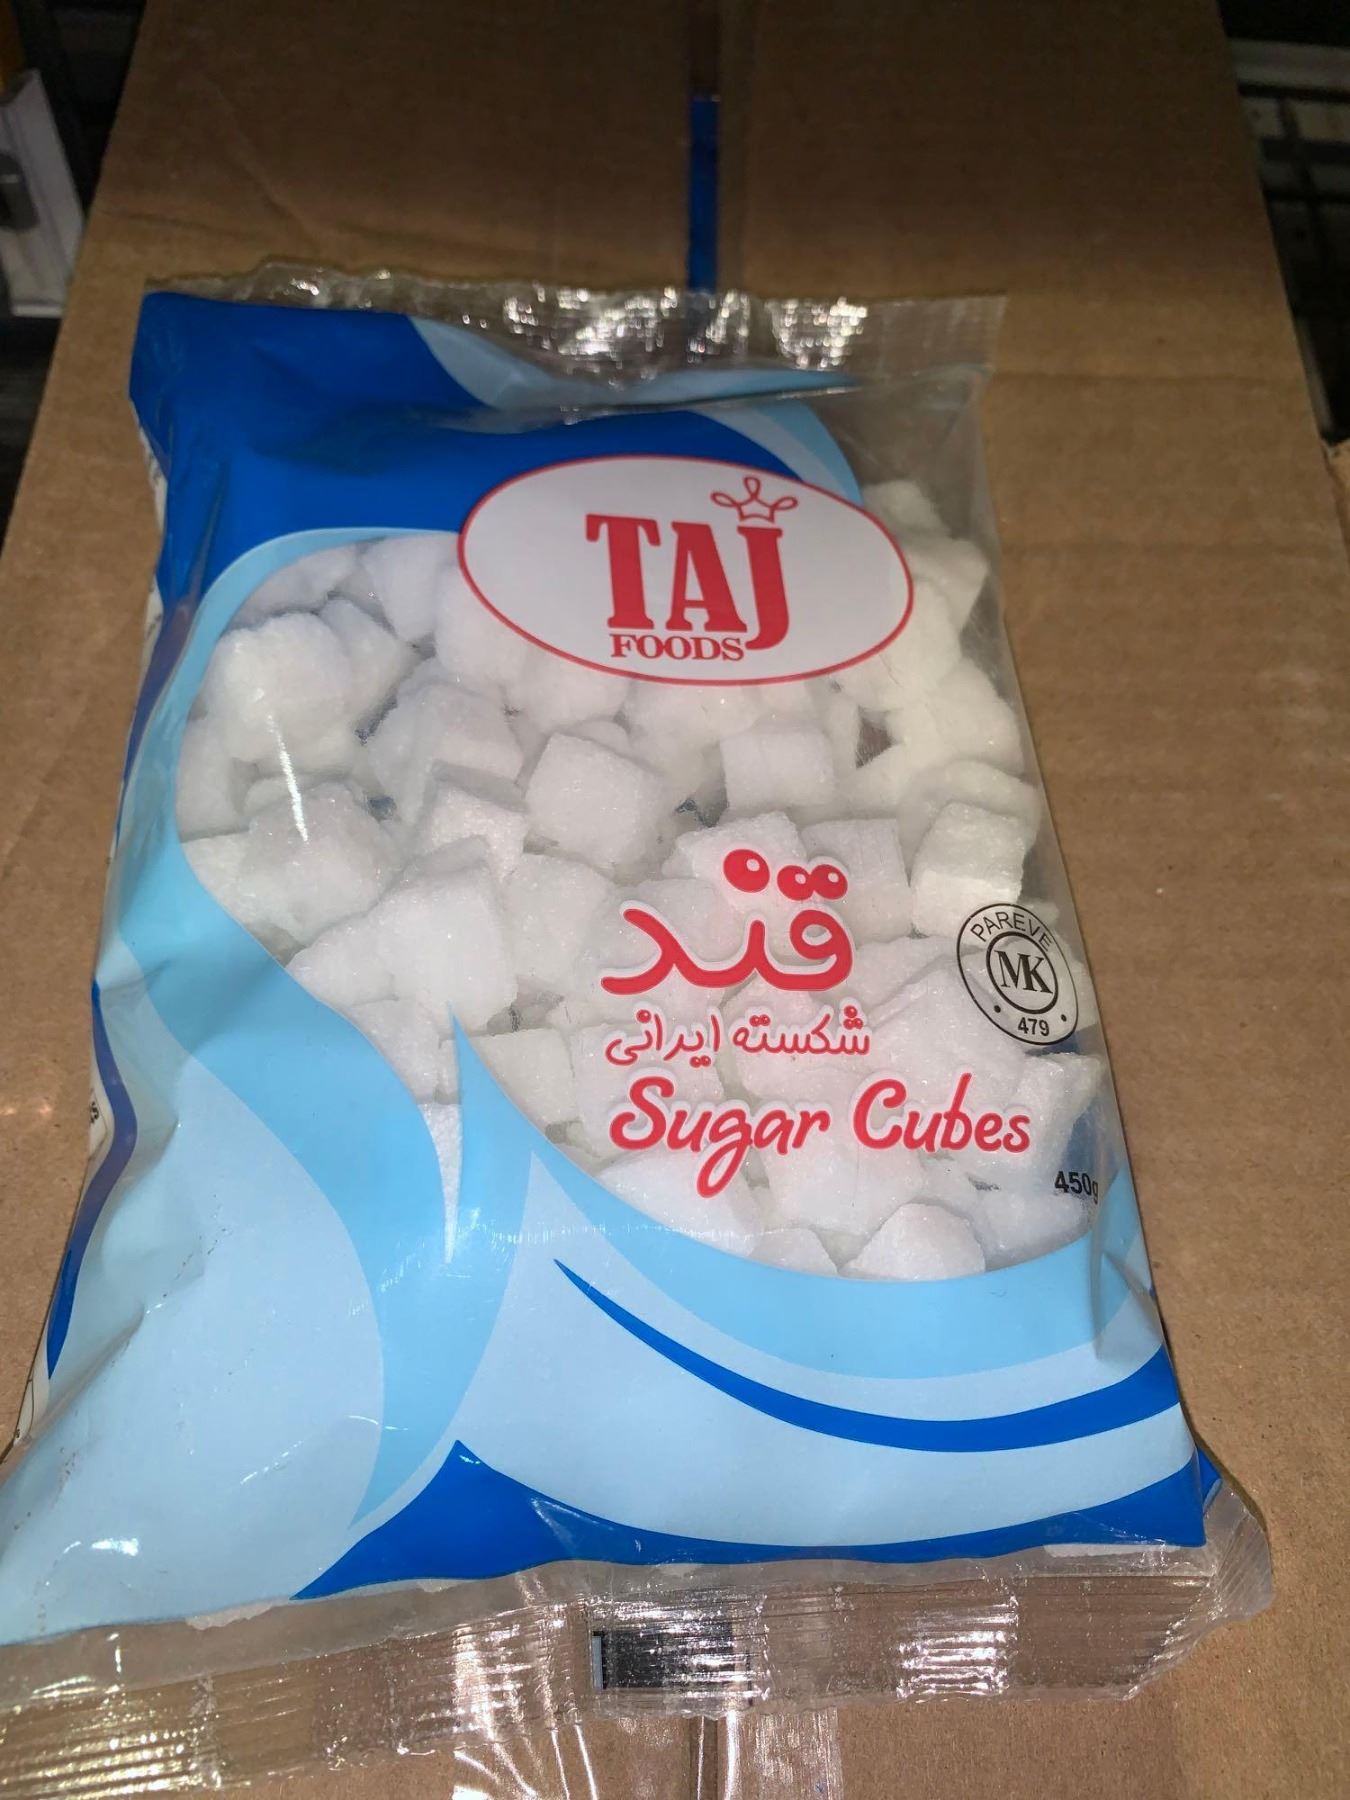 TAJ
FOODS
قند
شکسته ایرانی
Sugar Cubes
PAREVE
MK
479
450g